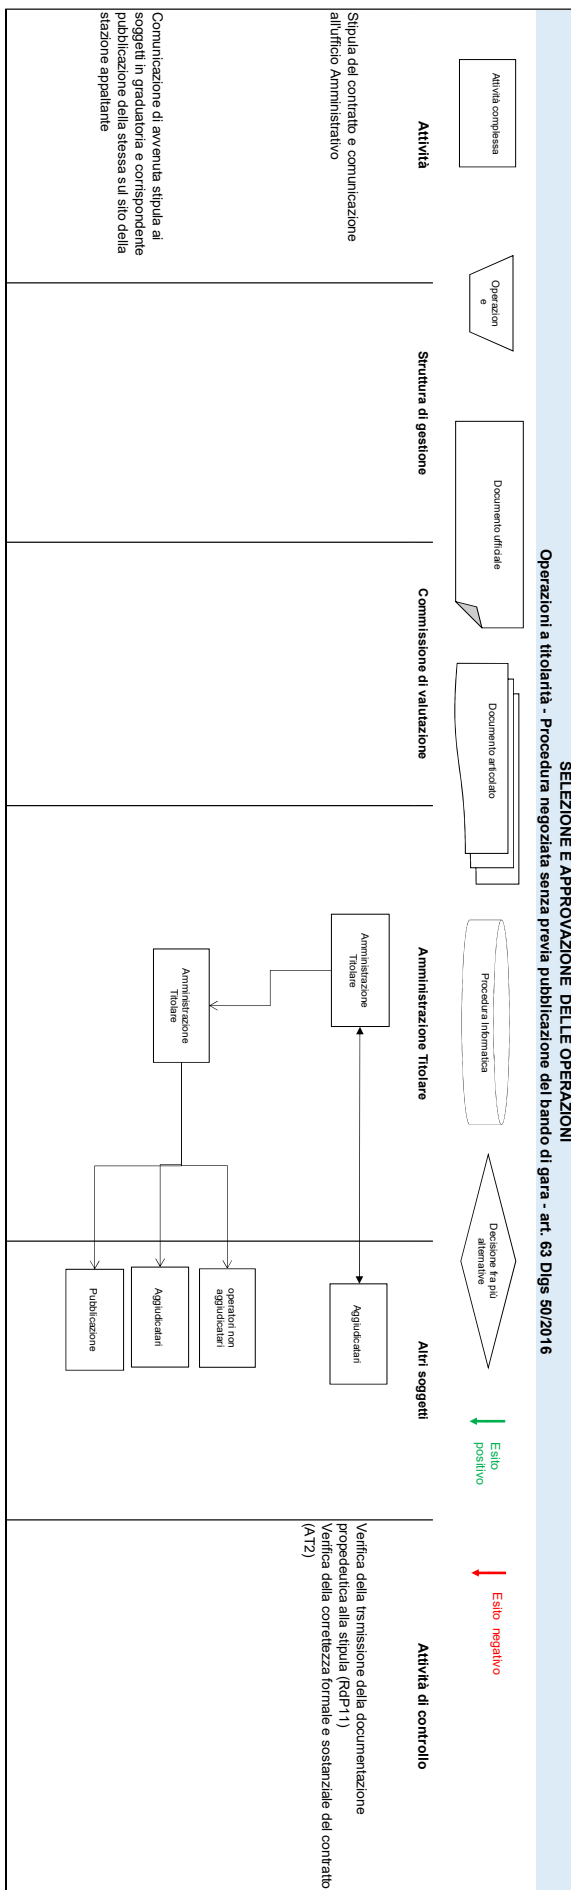 SELEZIONE E APPROVAZIONE DELLE OPERAZIONI
Operazioni a titolarità - Procedura negoziata senza previa pubblicazione del bando di gara - art. 63 Dlgs 50/2016
Attività complessa
Operazion
e
Documento ufficiale
Documento articolato
Procedura Informatica
Decisione fra più
alternative
Esito
positivo
Esito negativo
Attività
Struttura di gestione
Commissione di valutazione
Amministrazione Titolare
Altri soggetti
Attività di controllo
Stipula del contratto e comunicazione
all'ufficio Amministrativo
Amministrazione
Titolare
Aggiudicatari
Verifica della trsmissione della documentazione
propedeutica alla stipula (RdP11)
Verifica della correttezza formale e sostanziale del contratto
(AT2)
Comunicazione di avvenuta stipula ai
soggetti in graduatoria e corrispondente
pubblicazione della stessa sul sito della
stazione appaltante
Amministrazione
Titolare
operatori non
aggiudicatari
Aggiudicatari
Pubblicazione